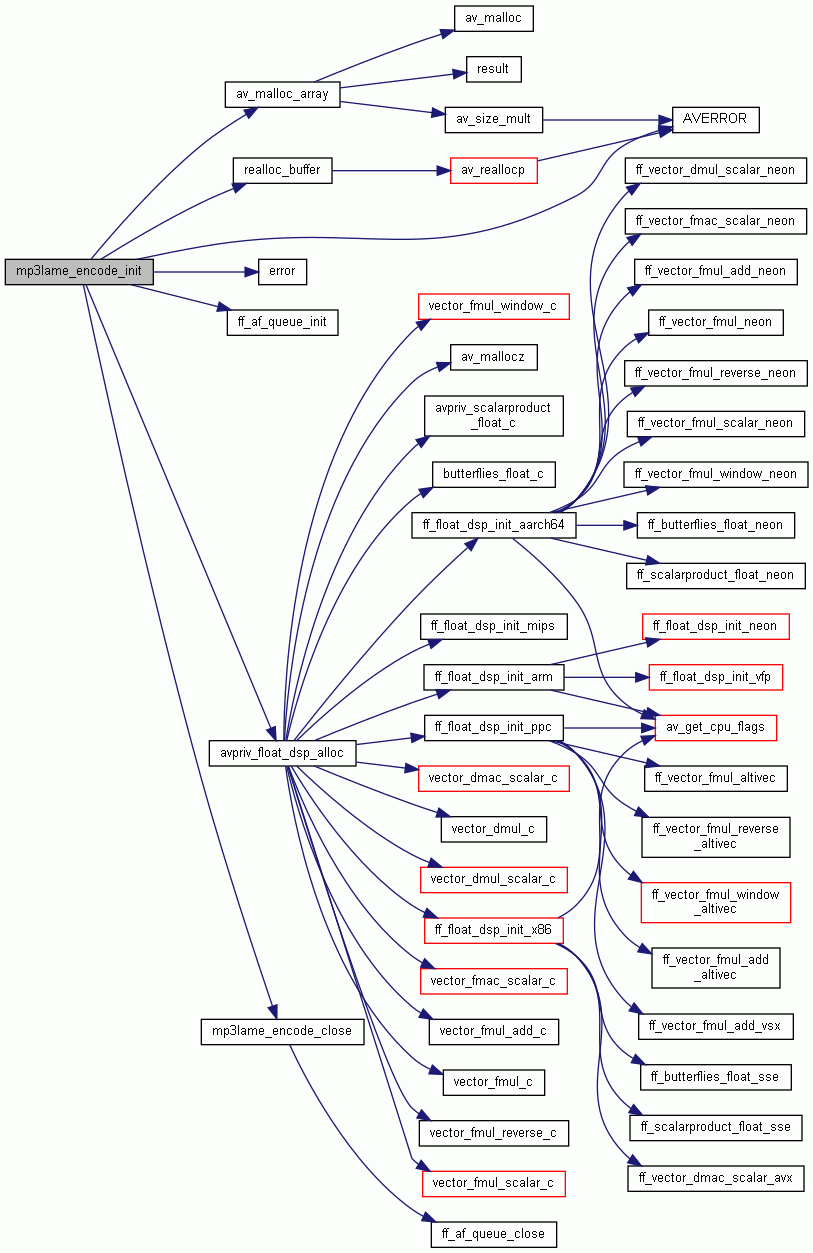 av_malloc
result
av_malloc_array
av_size_mult
AVERROR
realloc_buffer
av_reallocp
ff_vector_dmul_scalar_neon
ff_vector_fmac_scalar_neon
mp3lame_encode_init
error
ff_vector_fmul_add_neon
ff_af_queue_init
vector_fmul_window_c
ff_vector_fmul_neon
av_mallocz
ff_vector_fmul_reverse_neon
avpriv_scalarproduct
_float_c
ff_vector_fmul_scalar_neon
butterflies_float_c
ff_vector_fmul_window_neon
ff_float_dsp_init_aarch64
ff_butterflies_float_neon
ff_scalarproduct_float_neon
ff_float_dsp_init_mips
ff_float_dsp_init_neon
ff_float_dsp_init_arm
ff_float_dsp_init_vfp
ff_float_dsp_init_ppc
av_get_cpu_flags
avpriv_float_dsp_alloc
vector_dmac_scalar_c
ff_vector_fmul_altivec
vector_dmul_c
ff_vector_fmul_reverse
_altivec
vector_dmul_scalar_c
ff_vector_fmul_window
_altivec
ff_float_dsp_init_x86
ff_vector_fmul_add
_altivec
vector_fmac_scalar_c
mp3lame_encode_close
vector_fmul_add_c
ff_vector_fmul_add_vsx
vector_fmul_c
ff_butterflies_float_sse
vector_fmul_reverse_c
ff_scalarproduct_float_sse
vector_fmul_scalar_c
ff_vector_dmac_scalar_avx
ff_af_queue_close